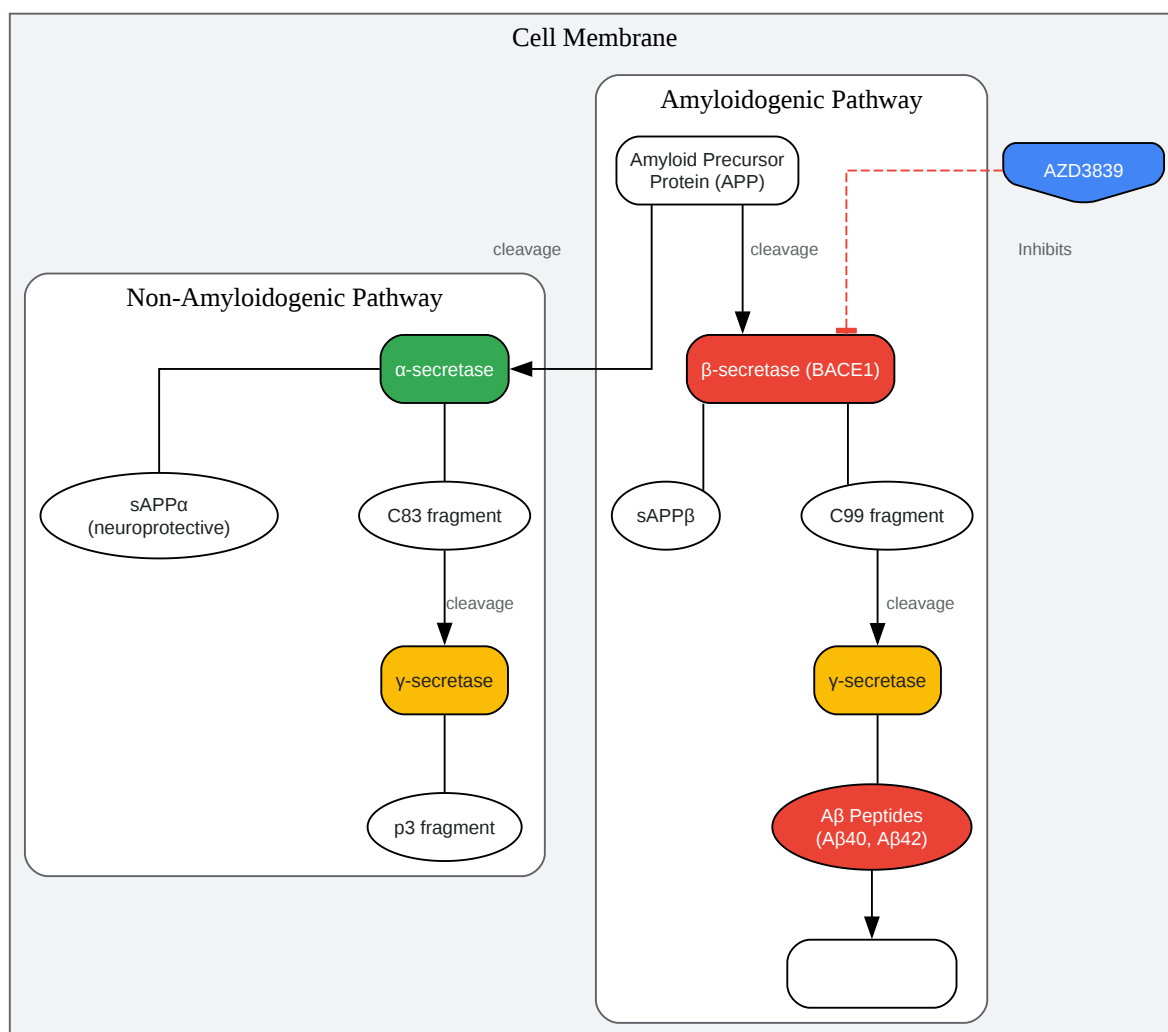 Cell Membrane
Amyloidogenic Pathway
Amyloid Precursor
Protein (APP)
AZD3839
cleavage
cleavage
Inhibits
Non-Amyloidogenic Pathway
α-secretase
β-secretase (BACE1)
sAPPα
(neuroprotective)
C83 fragment
sAPPβ
C99 fragment
cleavage
cleavage
γ-secretase
γ-secretase
p3 fragment
Aβ Peptides
(Aβ40, Aβ42)